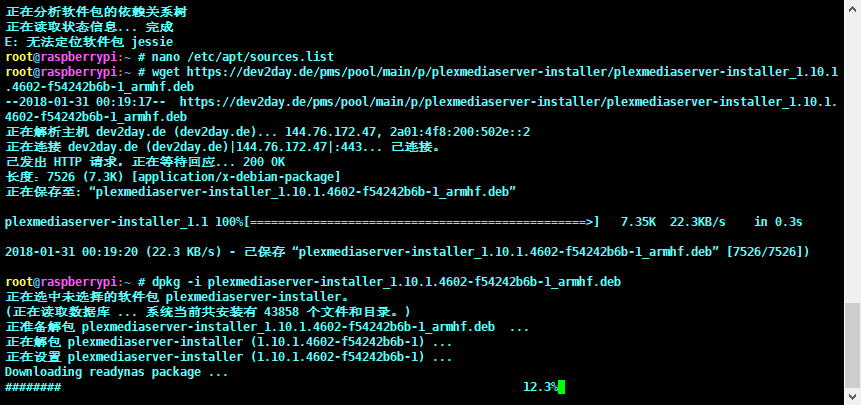 正在分析软件包的依赖关系树
正在读取状态信息... 完成
E: 无法定位软件包 jessie
root@raspberrypi:~ # nano /etc/apt/sources.list
root@raspberrypi:~ # wget https://dev2day.de/pms/pool/main/p/plexmediaserver-installer/plexmediaserver-installer_1.10.1
.4602-f54242b6b-1_armhf.deb
--2018-01-31 00:19:17--  https://dev2day.de/pms/pool/main/p/plexmediaserver-installer/plexmediaserver-installer_1.10.1.
4602-f54242b6b-1_armhf.deb
正在解析主机 dev2day.de (dev2day.de)... 144.76.172.47, 2a01:4f8:200:502e::2
正在连接 dev2day.de (dev2day.de)|144.76.172.47|:443... 已连接。
已发出 HTTP 请求，正在等待回应... 200 OK
长度：7526 (7.3K) [application/x-debian-package]
正在保存至: “plexmediaserver-installer_1.10.1.4602-f54242b6b-1_armhf.deb”
plexmediaserver-installer_1.1 100%[================================================>]   7.35K  22.3KB/s    in 0.3s
2018-01-31 00:19:20 (22.3 KB/s) - 已保存 “plexmediaserver-installer_1.10.1.4602-f54242b6b-1_armhf.deb” [7526/7526])
root@raspberrypi:~ # dpkg -i plexmediaserver-installer_1.10.1.4602-f54242b6b-1_armhf.deb
正在选中未选择的软件包 plexmediaserver-installer。
(正在读取数据库 ... 系统当前共安装有 43858 个文件和目录。)
正准备解包 plexmediaserver-installer_1.10.1.4602-f54242b6b-1_armhf.deb  ...
正在解包 plexmediaserver-installer (1.10.1.4602-f54242b6b-1) ...
正在设置 plexmediaserver-installer (1.10.1.4602-f54242b6b-1) ...
Downloading readynas package ...
######## 12.3%